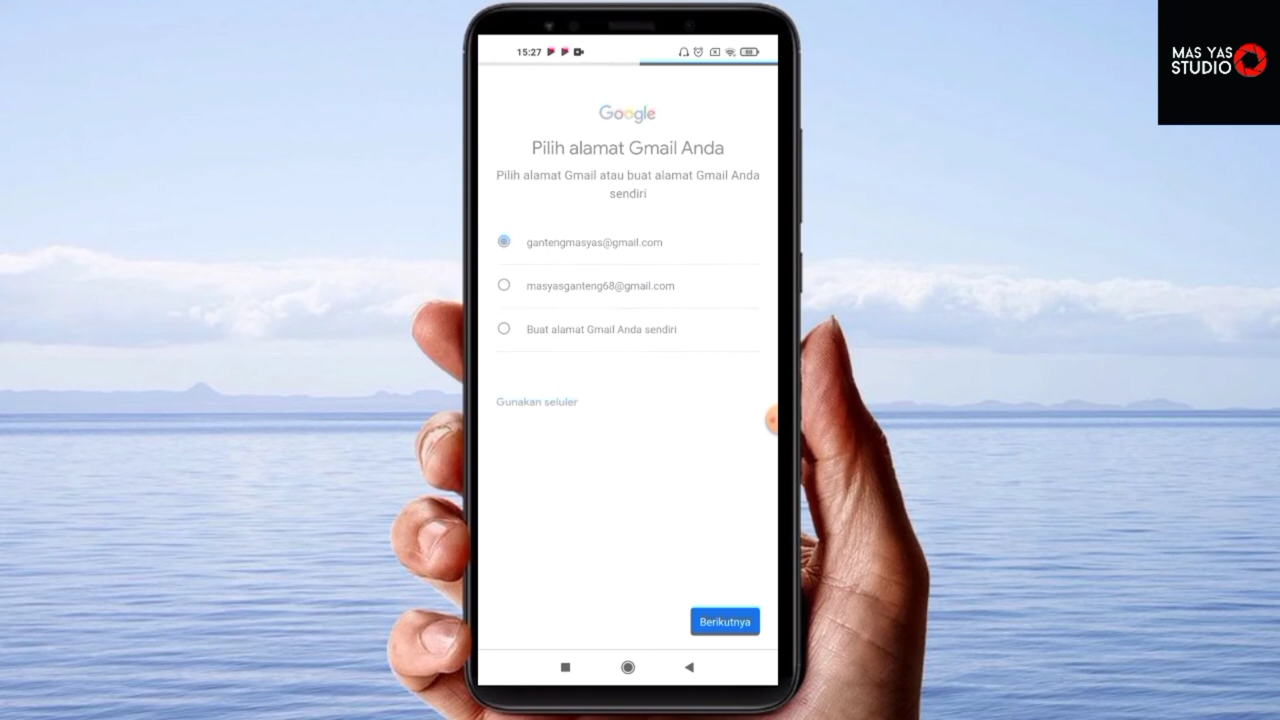 MAS YAS
STUDIO
15:27
Google
Pilih alamat Gmail Anda
Pilih alamat Gmail atau buat alamat Gmail Anda
sendiri
gantengmasyas@gmail.com
masyasganteng68@gmail.com
Buat alamat Gmail Anda sendiri
Gunakan seluler
Berikutnya